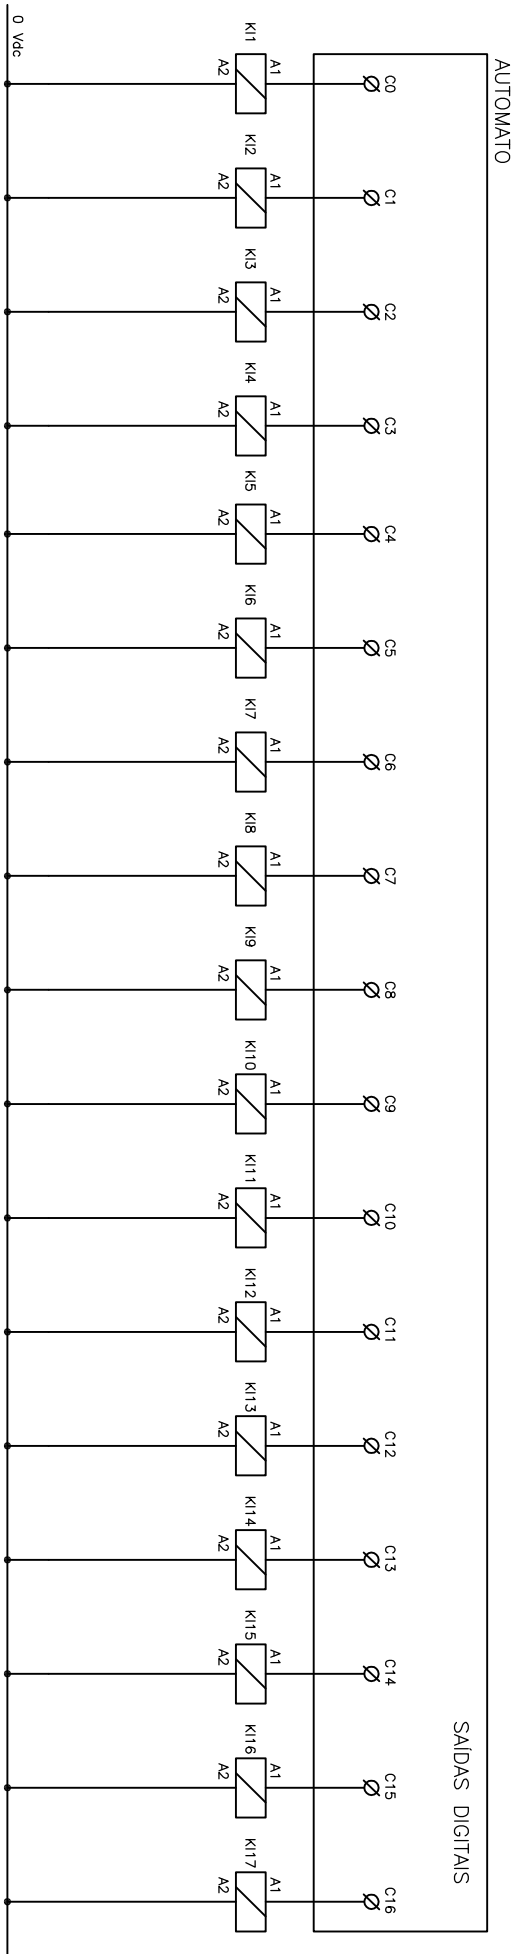 AUTOMATO
SAÍDAS DIGITAIS
C0 C1 C2 C3 C4 C5 C6 C7 C8 C9 C10 C11 C12 C13 C14 C15 C16
A1 A1 A1 A1 A1 A1 A1 A1 A1 A1 A1 A1 A1 A1 A1 A1 A1
KI1 KI2 KI3 KI4 KI5 KI6 KI7 KI8 KI9 KI10 KI11 KI12 KI13 KI14 KI15 KI16 KI17
A2 A2 A2 A2 A2 A2 A2 A2 A2 A2 A2 A2 A2 A2 A2 A2 A2
0 Vdc